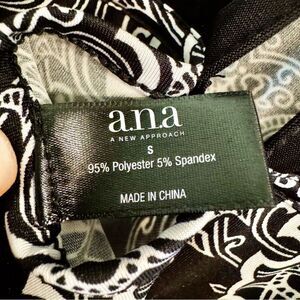 a.n.a
A NEW APPROACH
S
95% Polyester 5% Spandex
MADE IN CHINA